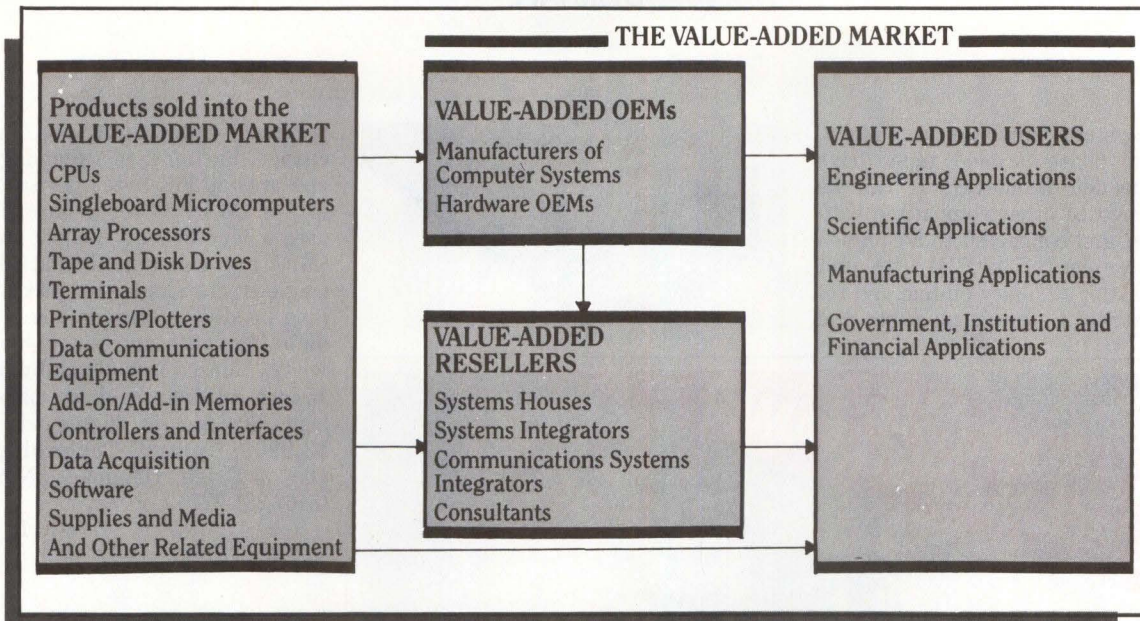 THE VALUE-ADDED MARKET
Products sold into the
VALUE-ADDED MARKET
CPUs
Singleboard Microcomputers
Array Processors
Tape and Disk Drives
Terminals
Printers/Plotters
Data Communications
Equipment
Add-on/Add-in Memories
Controllers and Interfaces
Data Acquisition
Software
Supplies and Media
And Other Related Equipment
VALUE-ADDED OEMs
Manufacturers of
Computer Systems
Hardware OEMs
VALUE-ADDED
RESELLERS
Systems Houses
Systems Integrators
Communications Systems
Integrators
Consultants
VALUE-ADDED USERS
Engineering Applications
Scientific Applications
Manufacturing Applications
Government, Institution and
Financial Applications